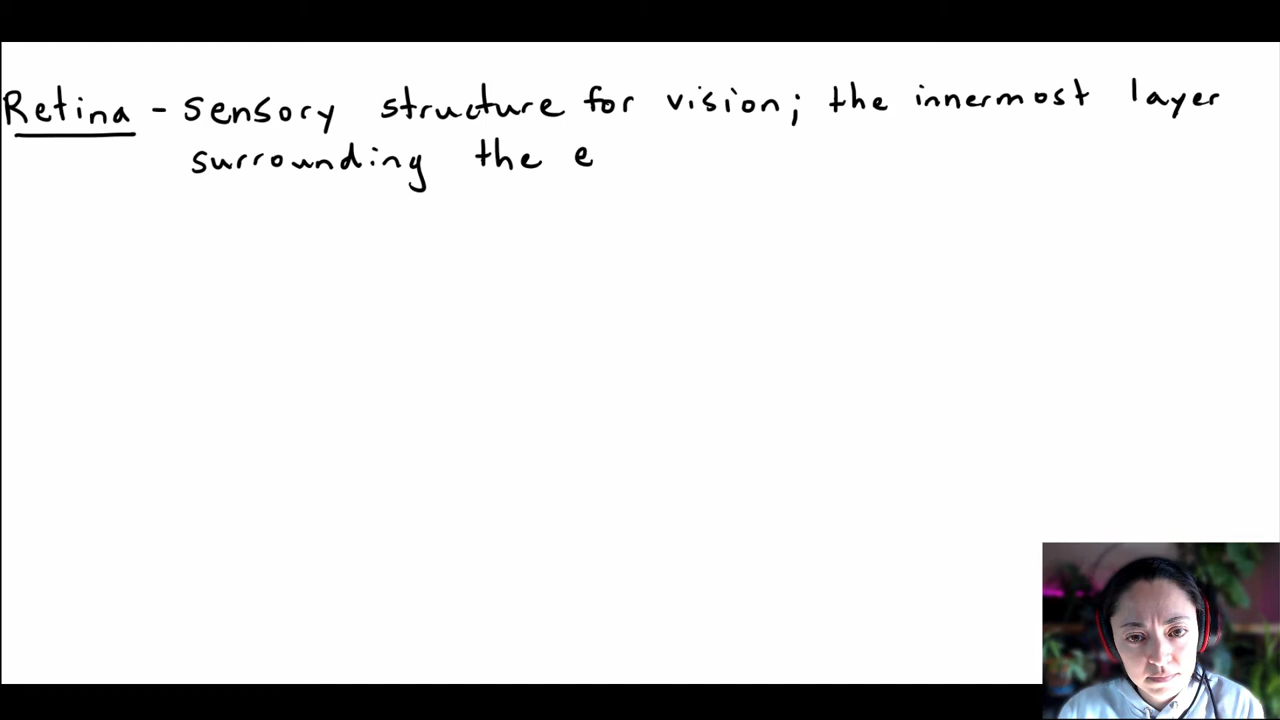 Retina - sensory structure for vision; the innermost layer
surrounding the e